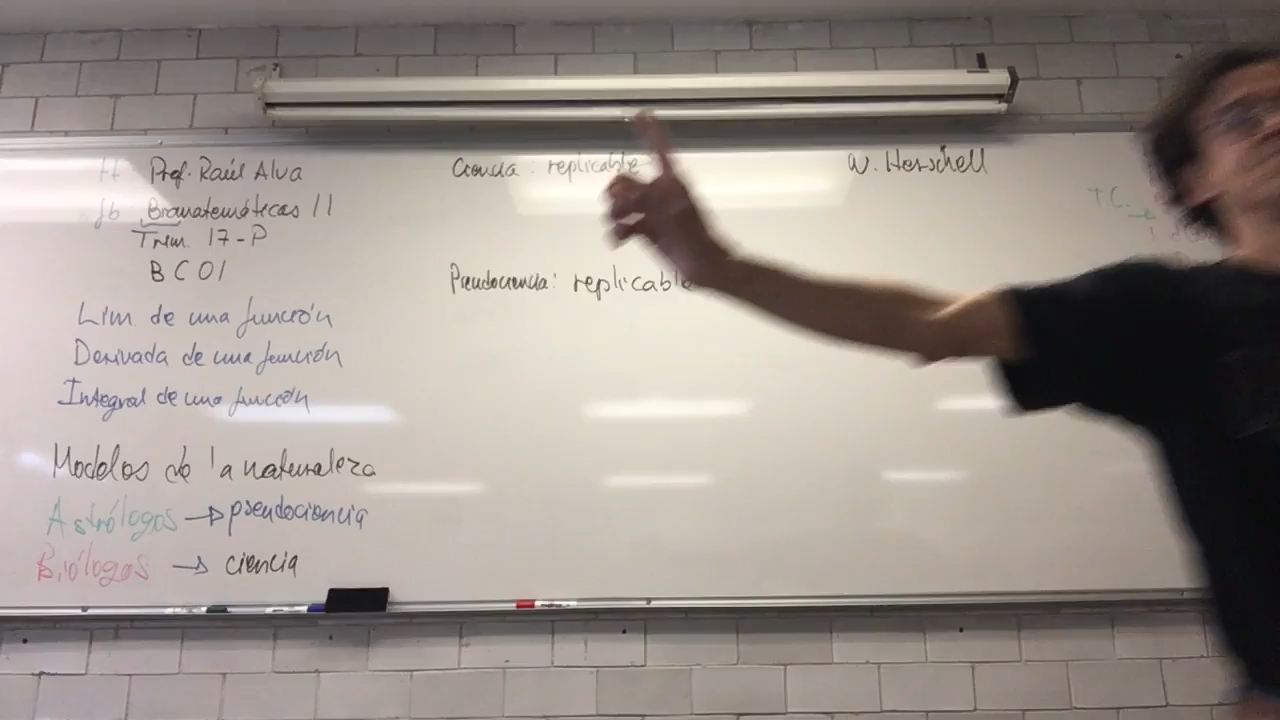 Prof. Raúl Alva
fb Biomatemáticas II
Trim. 17-P
BC01
Lim. de una función
Derivada de una función
Integral de una función
Modelos de la naturaleza
Astrólogos → pseudociencia
Biólogos → ciencia
Ciencia: replicable
Pseudociencia: replicable
W. Herschell
T.C. →